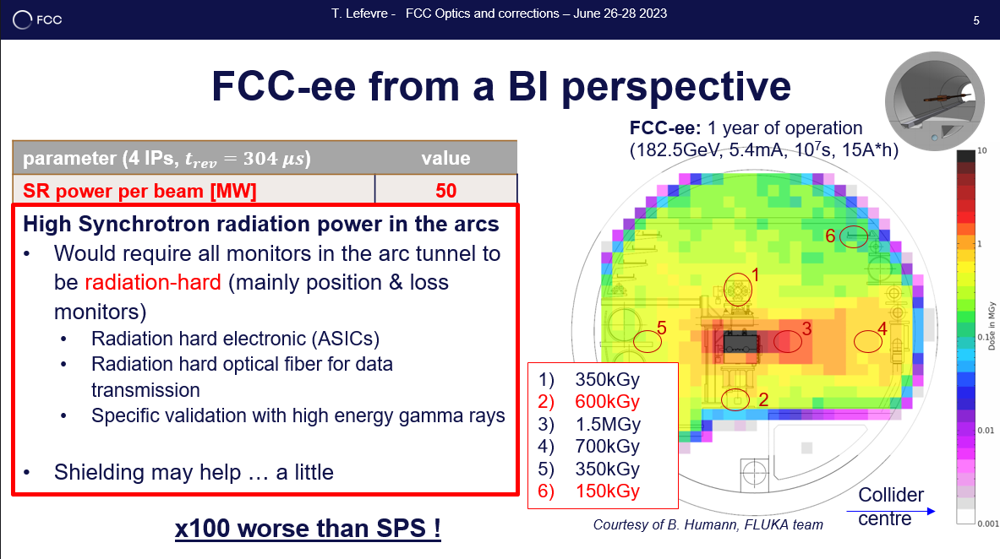 FCC
T. Lefevre - FCC Optics and corrections – June 26-28 2023
5
FCC-ee from a BI perspective
parameter (4 IPs, t_rev = 304 μs) value
SR power per beam [MW] 50
High Synchrotron radiation power in the arcs
• Would require all monitors in the arc tunnel to
be radiation-hard (mainly position & loss
monitors)
• Radiation hard electronic (ASICs)
• Radiation hard optical fiber for data
transmission
• Specific validation with high energy gamma rays
• Shielding may help … a little
x100 worse than SPS !
FCC-ee: 1 year of operation
(182.5GeV, 5.4mA, 10⁷s, 15A*h)
6
1
5
3
4
2
1) 350kGy
2) 600kGy
3) 1.5MGy
4) 700kGy
5) 350kGy
6) 150kGy
Collider
centre
Courtesy of B. Humann, FLUKA team
10
1
0.1
0.01
0.001
Dose in MGy